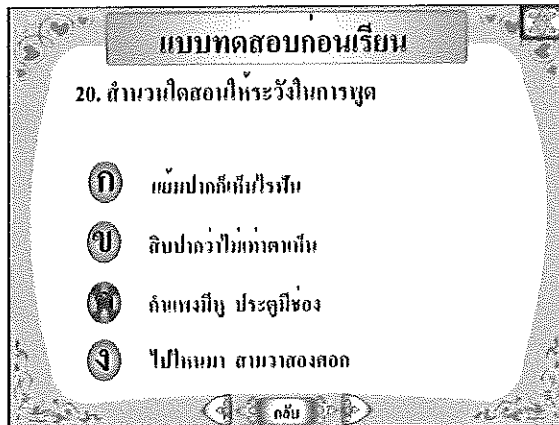 แบบทดสอบก่อนเรียน
20. สำนวนใดสอนให้ระวังในการพูด
ก แย้มปากก็เห็นไรฟัน
ข สิบปากว่าไม่เท่าตาเห็น
ค กำแพงมีหู ประตูมีช่อง
ง ไปไหนมา สามวาสองศอก
กลับ